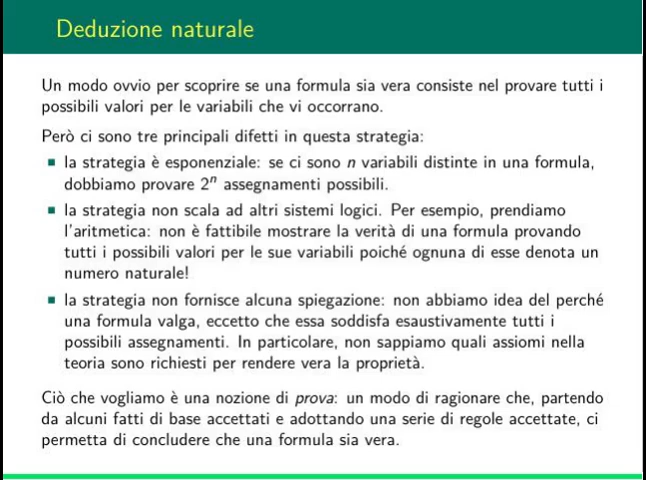 Deduzione naturale
Un modo ovvio per scoprire se una formula sia vera consiste nel provare tutti i
possibili valori per le variabili che vi occorrano.
Però ci sono tre principali difetti in questa strategia:
▪ la strategia è esponenziale: se ci sono n variabili distinte in una formula,
dobbiamo provare 2ⁿ assegnamenti possibili.
▪ la strategia non scala ad altri sistemi logici. Per esempio, prendiamo
l'aritmetica: non è fattibile mostrare la verità di una formula provando
tutti i possibili valori per le sue variabili poiché ognuna di esse denota un
numero naturale!
▪ la strategia non fornisce alcuna spiegazione: non abbiamo idea del perché
una formula valga, eccetto che essa soddisfa esaustivamente tutti i
possibili assegnamenti. In particolare, non sappiamo quali assiomi nella
teoria sono richiesti per rendere vera la proprietà.
Ciò che vogliamo è una nozione di prova: un modo di ragionare che, partendo
da alcuni fatti di base accettati e adottando una serie di regole accettate, ci
permetta di concludere che una formula sia vera.